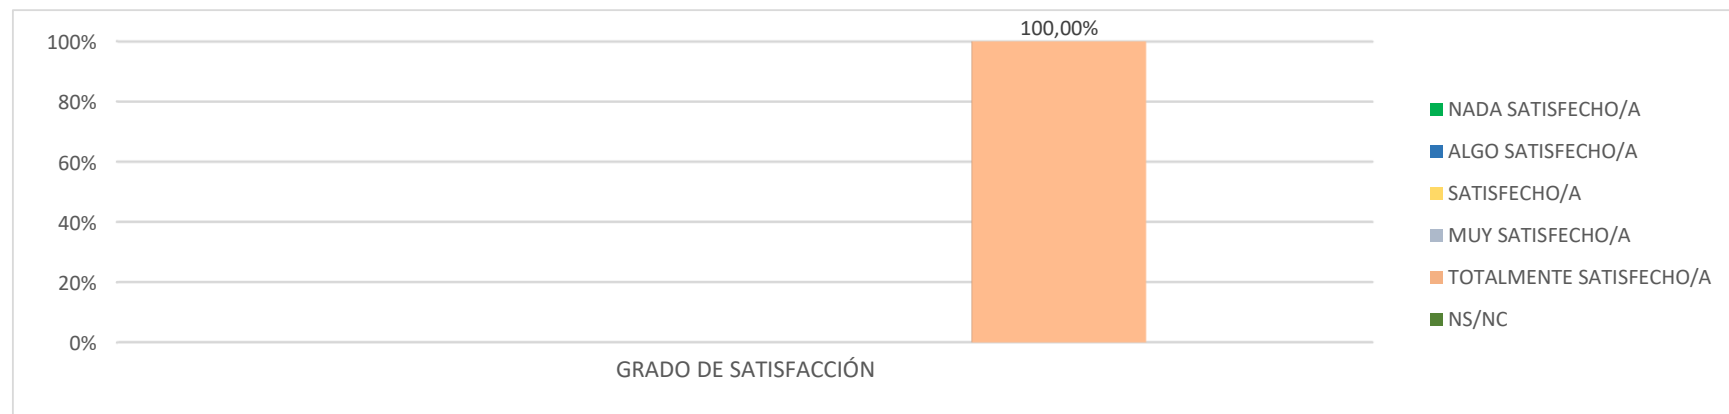 100,00%
100%
80%
60%
40%
20%
0%
GRADO DE SATISFACCIÓN
NADA SATISFECHO/A
ALGO SATISFECHO/A
SATISFECHO/A
MUY SATISFECHO/A
TOTALMENTE SATISFECHO/A
NS/NC